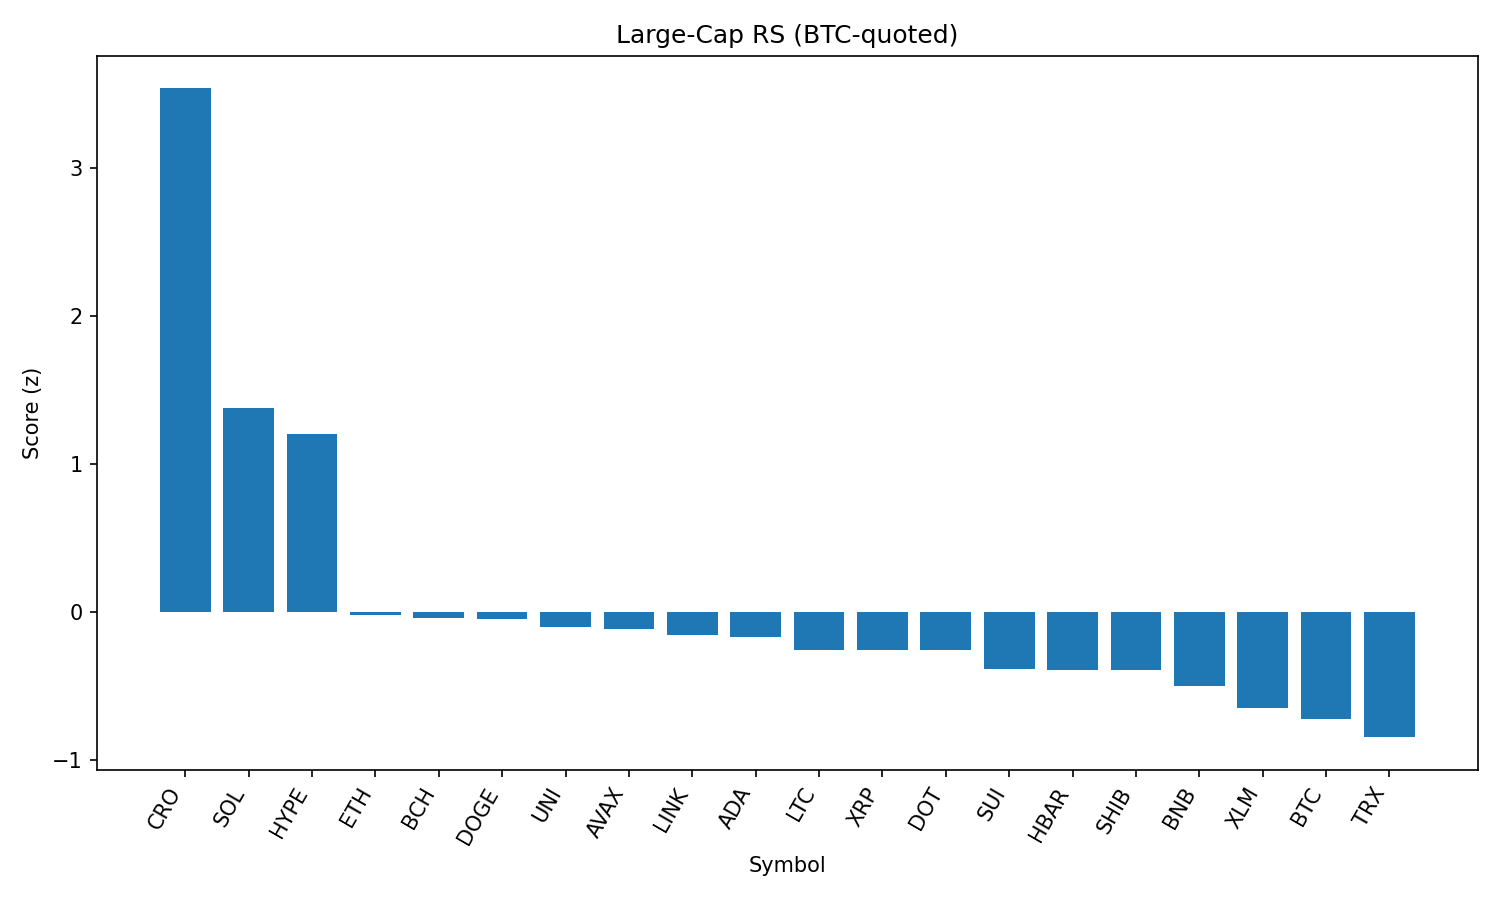 Large-Cap RS (BTC-quoted)
Score (z)
3
2
1
0
−1
CRO
SOL
HYPE
ETH
BCH
DOGE
UNI
AVAX
LINK
ADA
LTC
XRP
DOT
SUI
HBAR
SHIB
BNB
XLM
BTC
TRX
Symbol